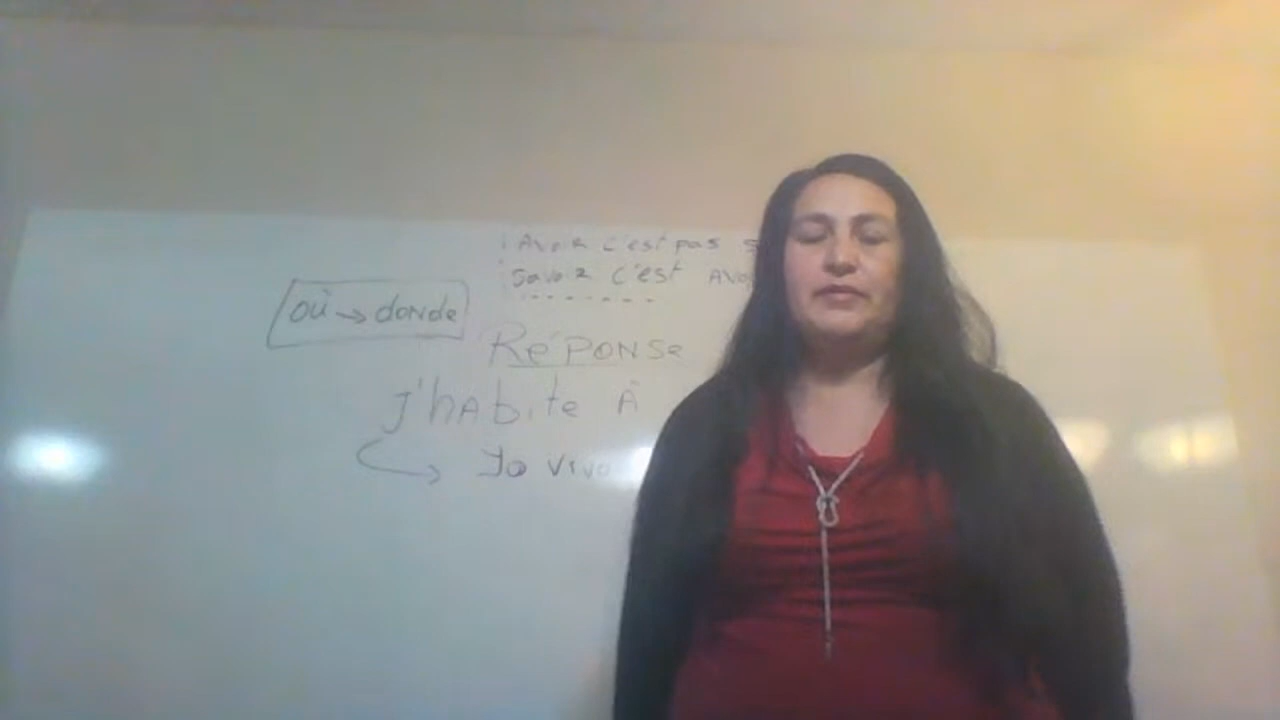 Avoir c'est pas
Savoir c'est
où → donde
Réponse
J'habite à
Yo vivo